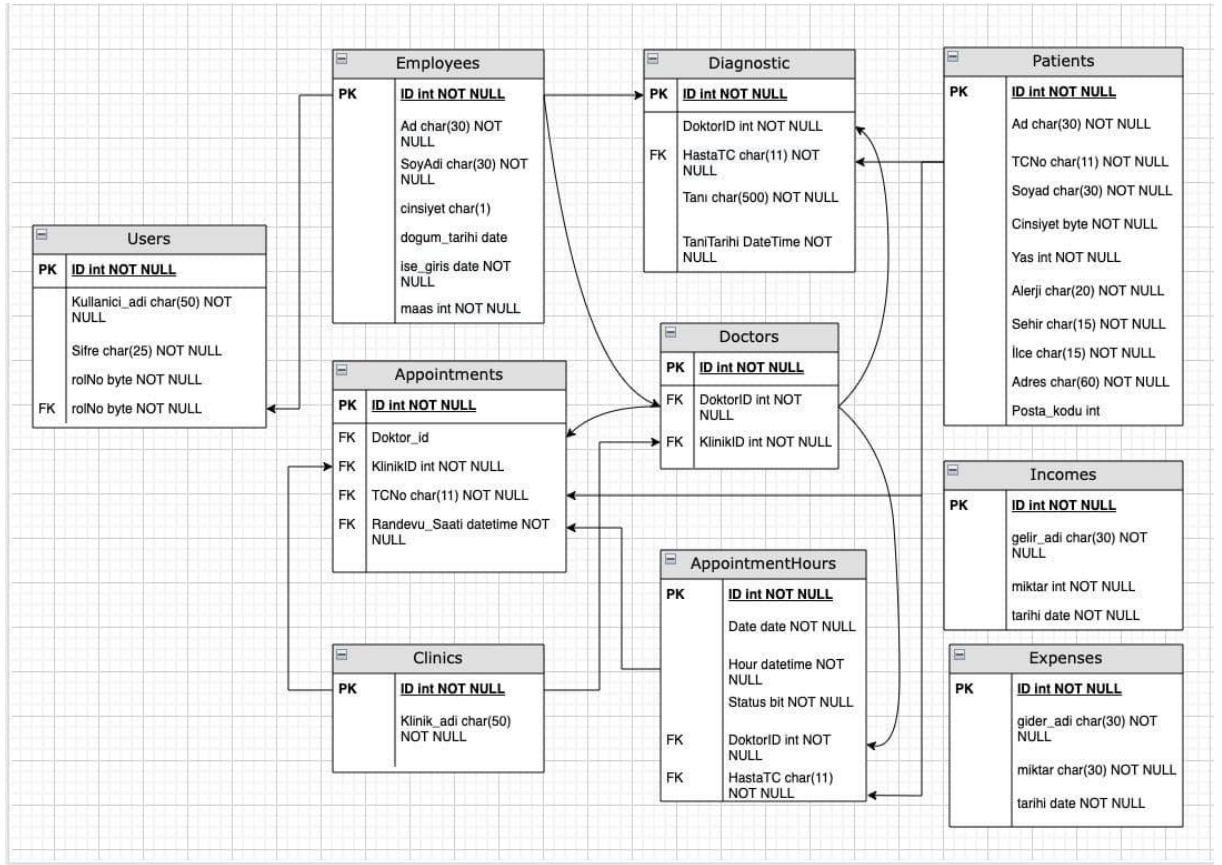 Employees
PK
ID int NOT NULL
Ad char(30) NOT
NULL
SoyAdi char(30) NOT
NULL
cinsiyet char(1)
dogum_tarihi date
ise_giris date NOT
NULL
maas int NOT NULL
Diagnostic
PK
ID int NOT NULL
DoktorID int NOT NULL
FK
HastaTC char(11) NOT
NULL
Tanı char(500) NOT
NULL
TaniTarihi DateTime NOT
NULL
Patients
PK
ID int NOT NULL
Ad char(30) NOT NULL
TCNo char(11) NOT NULL
Soyad char(30) NOT NULL
Cinsiyet byte NOT NULL
Yas int NOT NULL
Alerji char(20) NOT NULL
Sehir char(15) NOT NULL
İlce char(15) NOT NULL
Adres char(60) NOT NULL
Posta_kodu int
Users
PK
ID int NOT NULL
Kullanici_adi char(50) NOT
NULL
Sifre char(25) NOT NULL
rolNo byte NOT NULL
FK
rolNo byte NOT NULL
Appointments
PK
ID int NOT NULL
FK
Doktor_id
FK
KlinikID int NOT NULL
FK
TCNo char(11) NOT NULL
FK
Randevu_Saati datetime NOT
NULL
Doctors
PK
ID int NOT NULL
FK
DoktorID int NOT
NULL
FK
KlinikID int NOT NULL
Incomes
PK
ID int NOT NULL
gelir_adi char(30) NOT
NULL
miktar int NOT NULL
tarihi date NOT NULL
AppointmentHours
PK
ID int NOT NULL
Date date NOT NULL
Hour datetime NOT
NULL
Status bit NOT NULL
FK
DoktorID int NOT
NULL
FK
HastaTC char(11)
NOT NULL
Clinics
PK
ID int NOT NULL
Klinik_adi char(50)
NOT NULL
Expenses
PK
ID int NOT NULL
gider_adi char(30) NOT
NULL
miktar char(30) NOT NULL
tarihi date NOT NULL